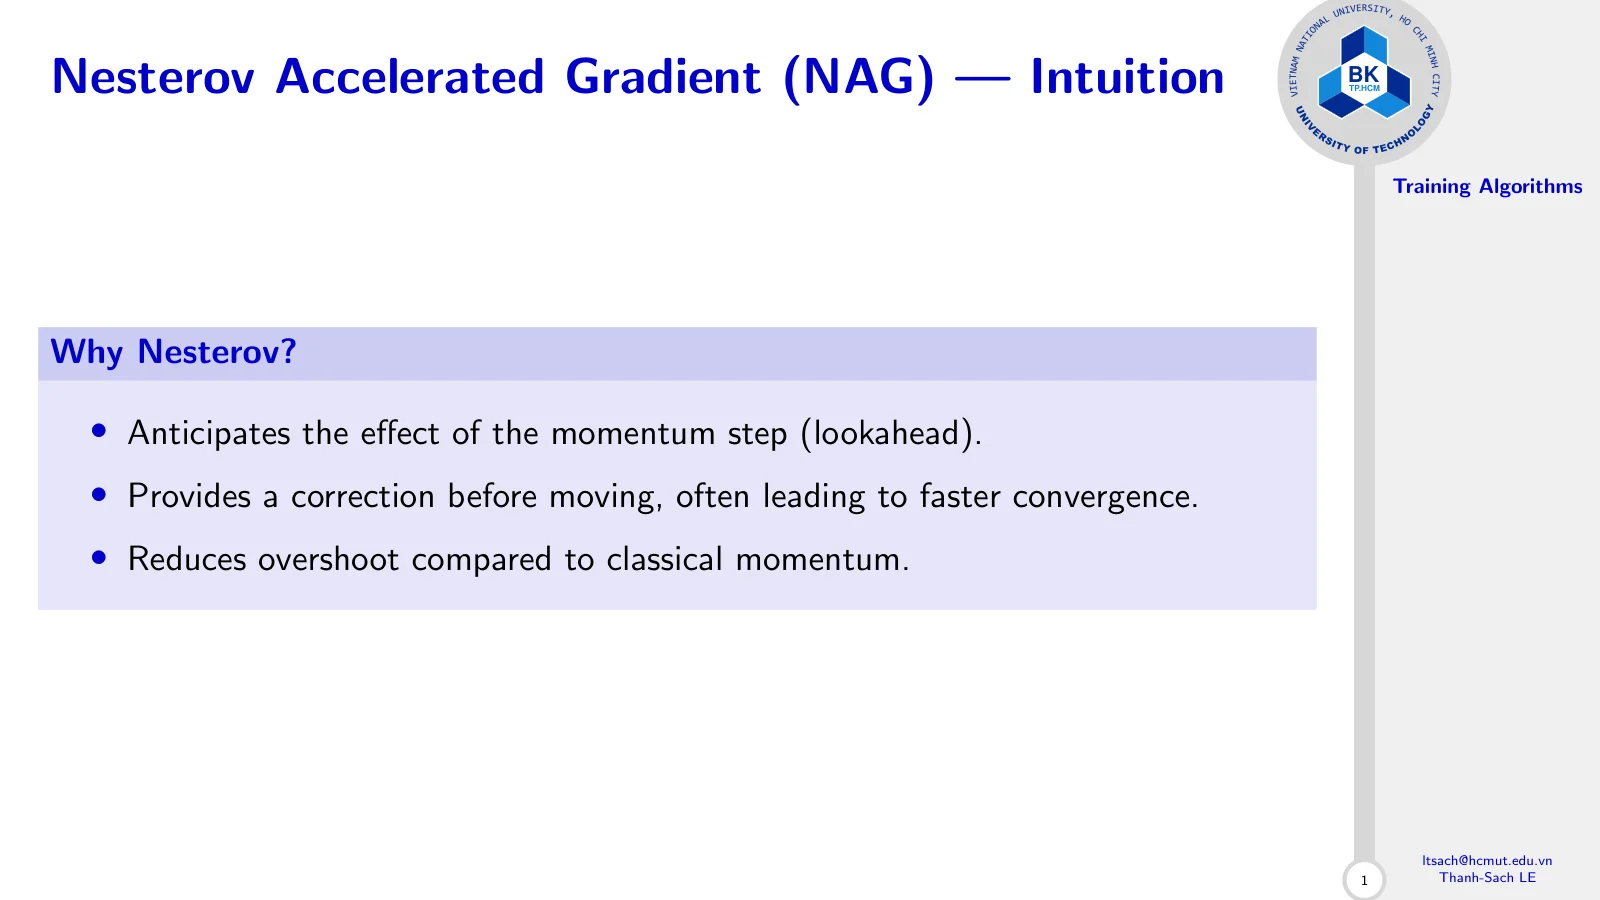 Nesterov Accelerated Gradient (NAG) — Intuition
VIETNAM NATIONAL UNIVERSITY, HO CHI MINH CITY
BK
TP.HCM
UNIVERSITY OF TECHNOLOGY
Training Algorithms
Why Nesterov?
• Anticipates the effect of the momentum step (lookahead).
• Provides a correction before moving, often leading to faster convergence.
• Reduces overshoot compared to classical momentum.
ltsach@hcmut.edu.vn
Thanh-Sach LE
1